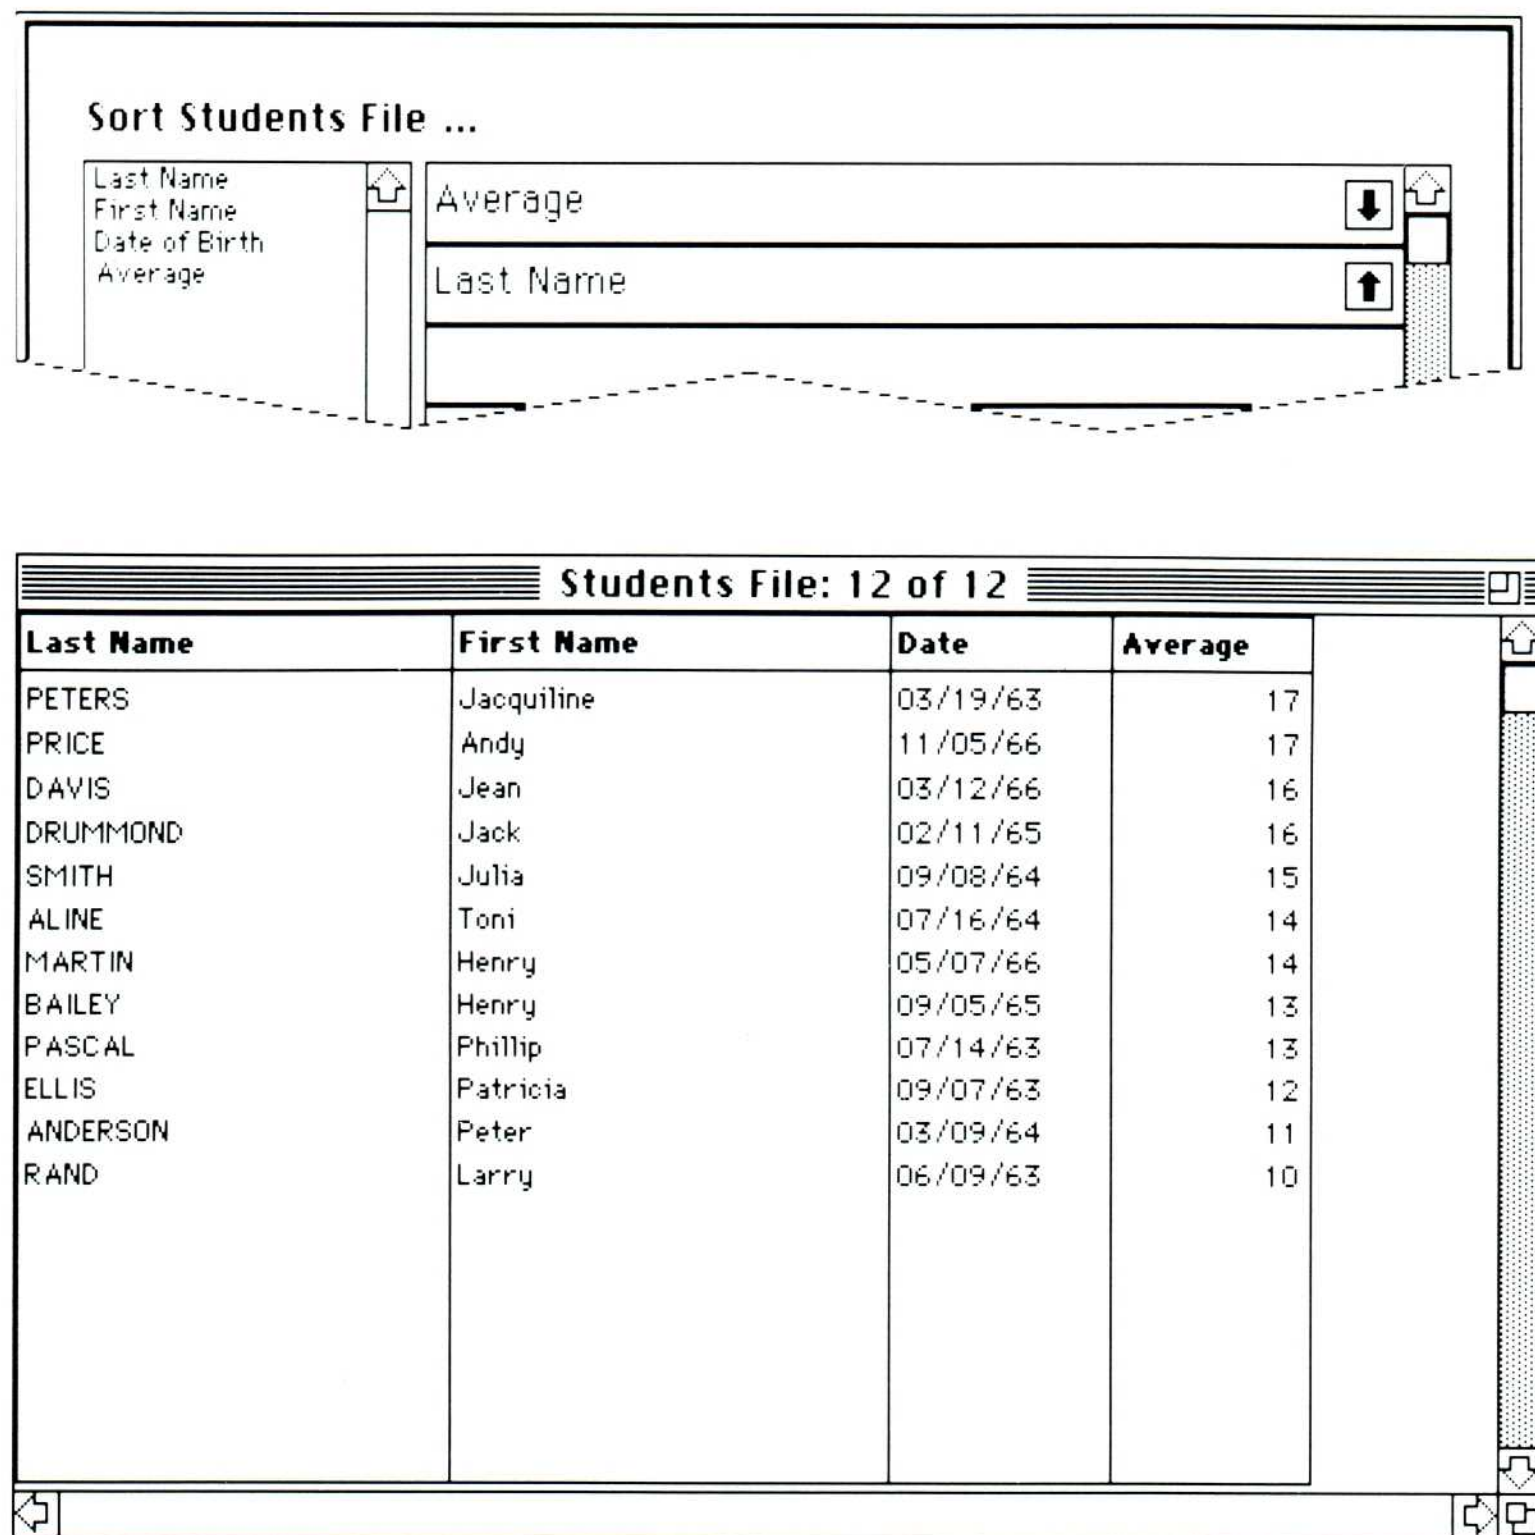 Sort Students File ...
Last Name
First Name
Date of Birth
Average
Average
Last Name
Students File: 12 of 12
Last Name First Name Date Average
PETERS Jacquiline 03/19/63 17
PRICE Andy 11/05/66 17
DAVIS Jean 03/12/66 16
DRUMMOND Jack 02/11/65 16
SMITH Julia 09/08/64 15
ALINE Toni 07/16/64 14
MARTIN Henry 05/07/66 14
BAILEY Henry 09/05/65 13
PASCAL Phillip 07/14/63 13
ELLIS Patricia 09/07/63 12
ANDERSON Peter 03/09/64 11
RAND Larry 06/09/63 10